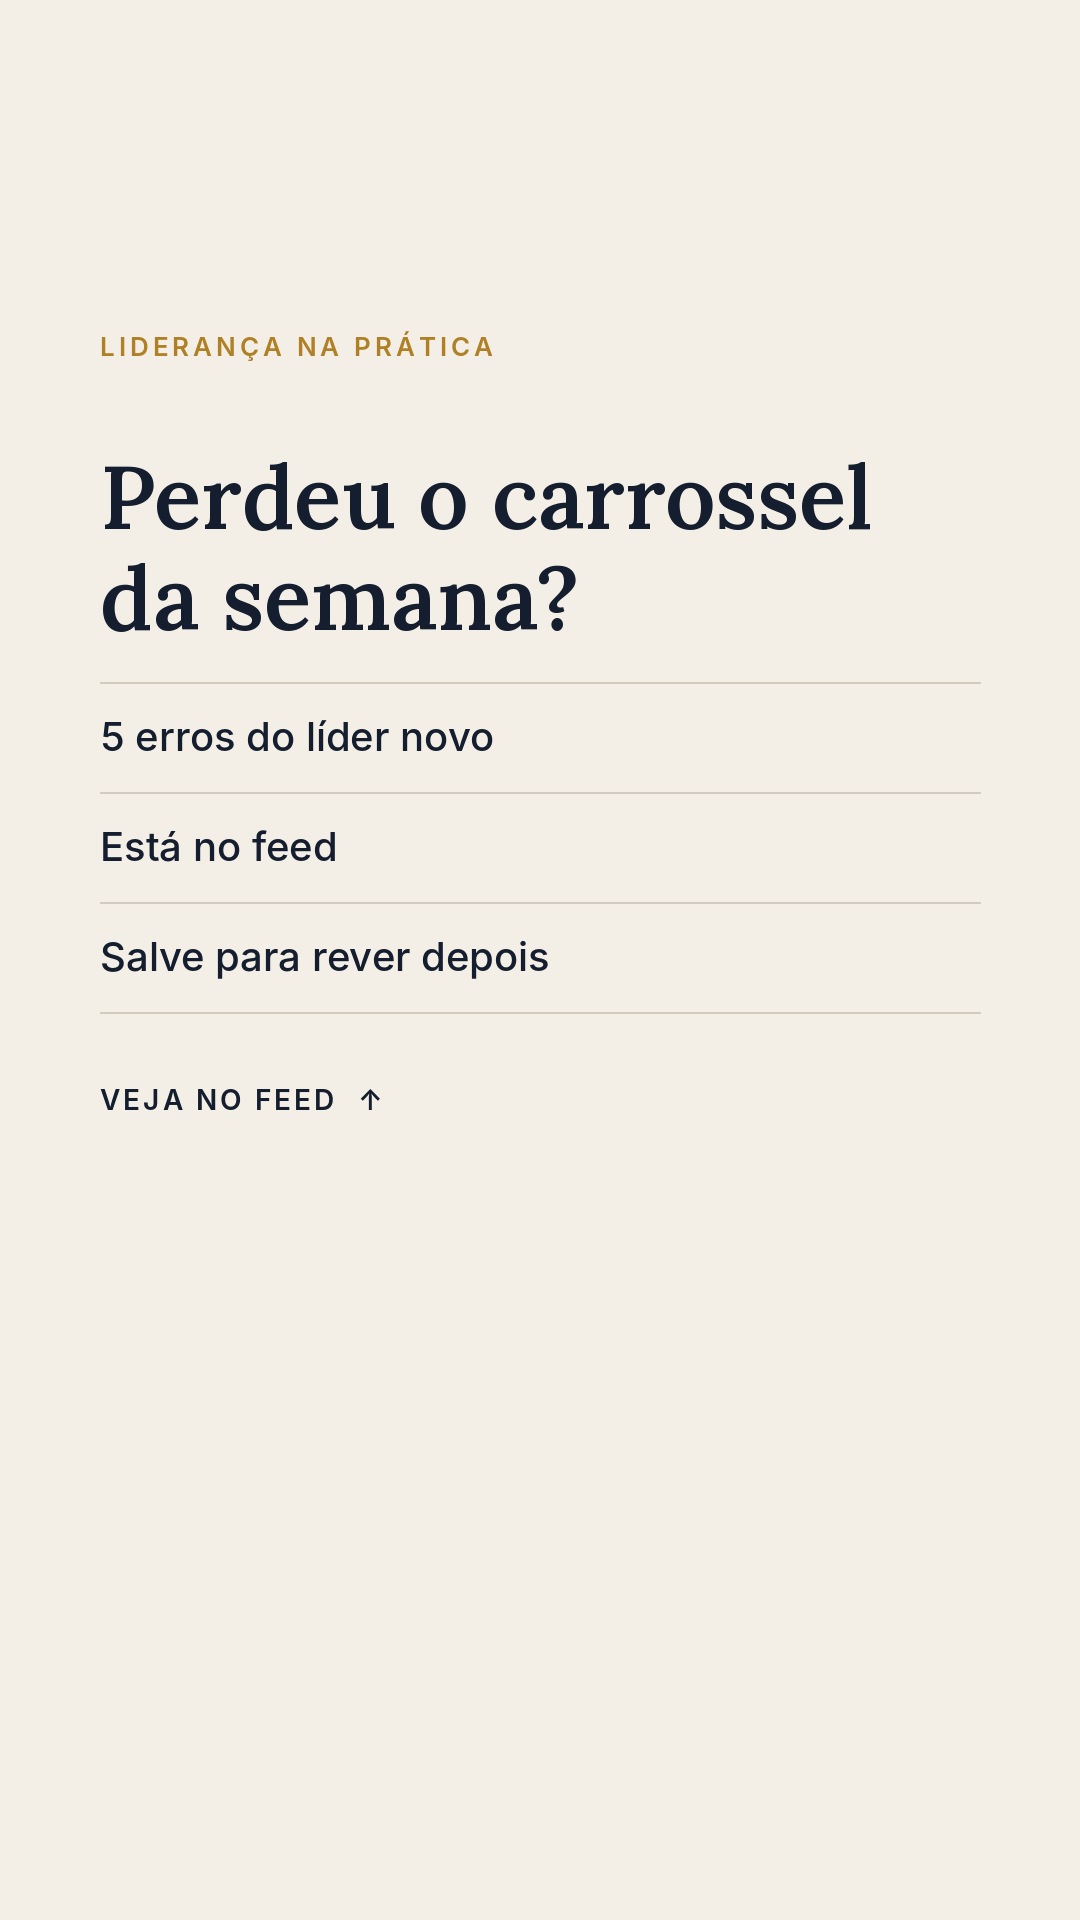 LIDERANÇA NA PRÁTICA
Perdeu o carrossel
da semana?
5 erros do líder novo
Está no feed
Salve para rever depois
VEJA NO FEED ↑